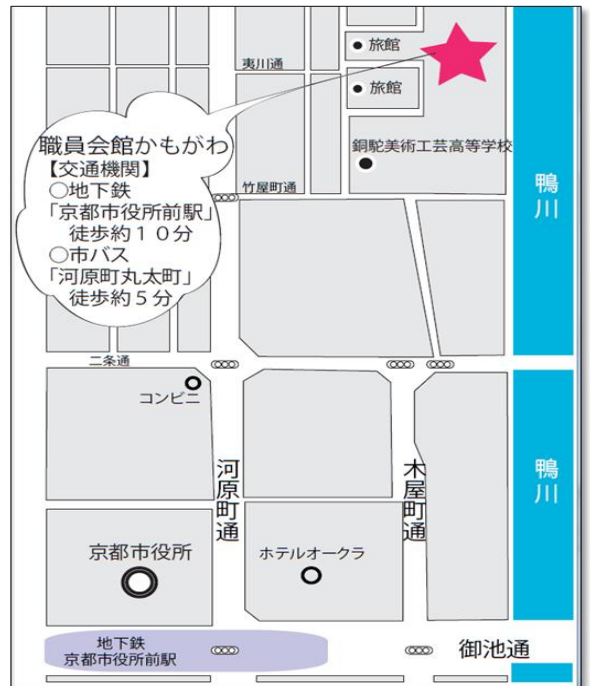 旅館
夷川通
旅館
職員会館かもがわ
【交通機関】
○地下鉄
「京都市役所前駅」
徒歩約10分
○市バス
「河原町丸太町」
徒歩約5分
銅駝美術工芸高等学校
竹屋町通
鴨川
二条通
コンビニ
河原町通
木屋町通
鴨川
京都市役所
ホテルオークラ
地下鉄
京都市役所前駅
御池通